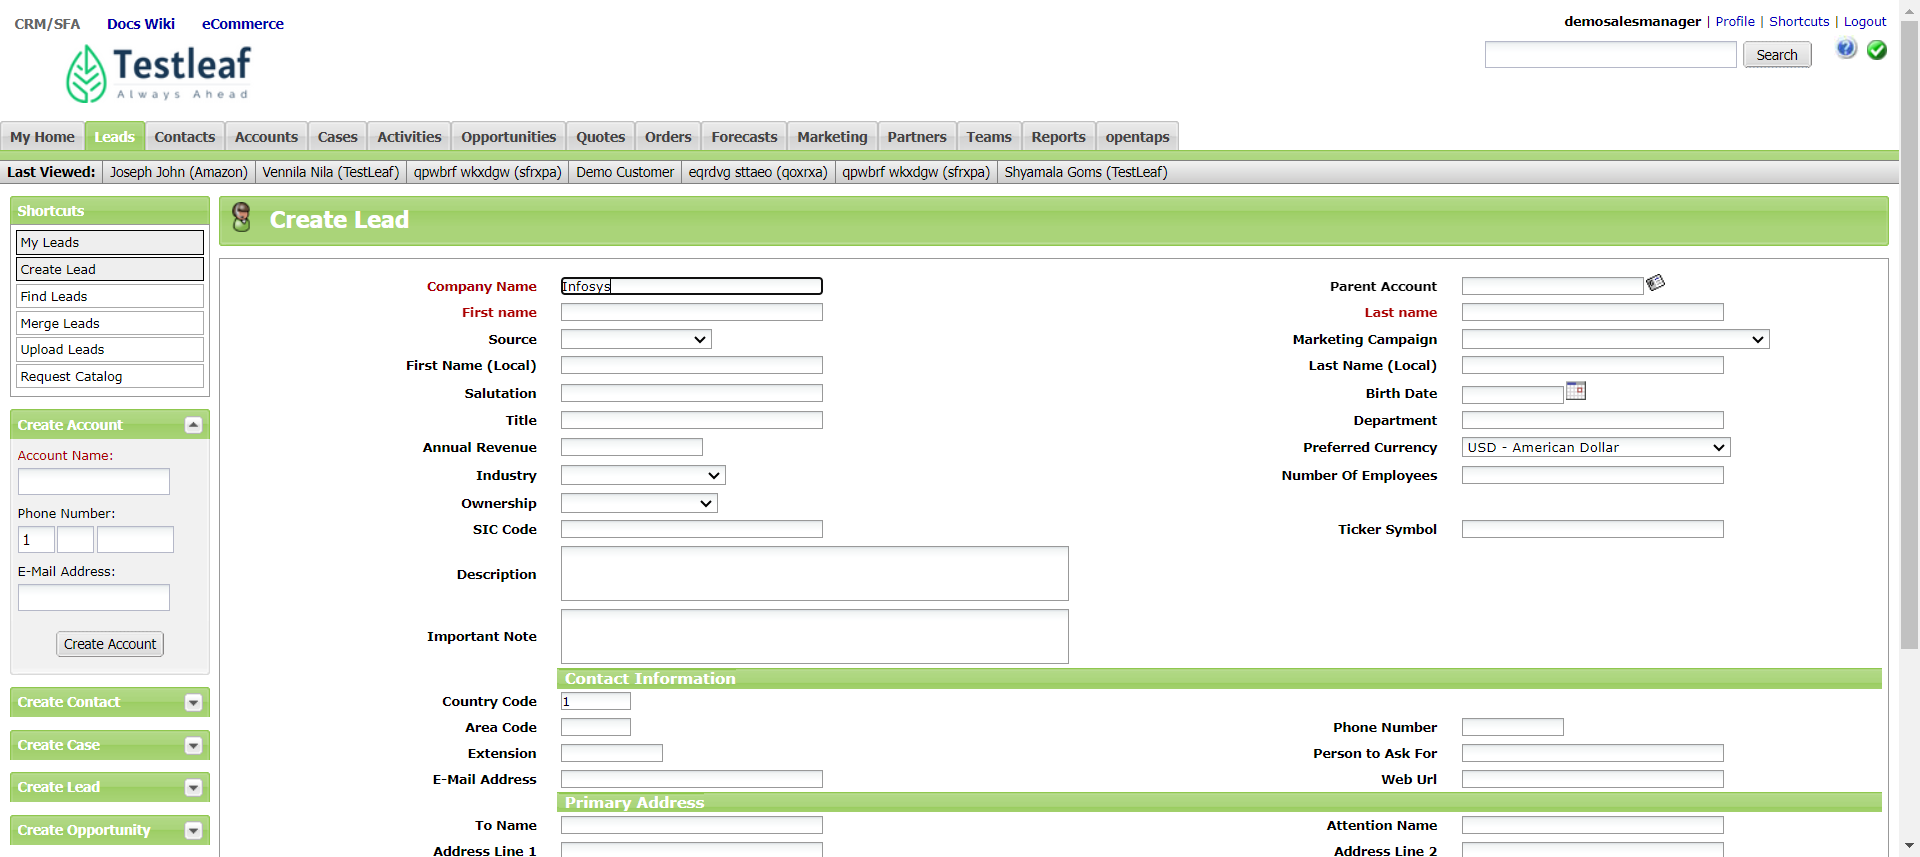 CRM/SFA Docs Wiki eCommerce
demosalesmanager | Profile | Shortcuts | Logout
Testleaf
Always Ahead
Search
My Home Leads Contacts Accounts Cases Activities Opportunities Quotes Orders Forecasts Marketing Partners Teams Reports opentaps
Last Viewed: Joseph John (Amazon) Vennila Nila (TestLeaf) qpwbrf wkxdgw (sfrxpa) Demo Customer eqrdvg sttaeo (qoxrxa) qpwbrf wkxdgw (sfrxpa) Shyamala Goms (TestLeaf)
Shortcuts
My Leads
Create Lead
Find Leads
Merge Leads
Upload Leads
Request Catalog
Create Account
Account Name:
Phone Number:
1
E-Mail Address:
Create Account
Create Contact
Create Case
Create Lead
Create Opportunity
Create Lead
Company Name Infosys Parent Account
First name Last name
Source Marketing Campaign
First Name (Local) Last Name (Local)
Salutation Birth Date
Title Department
Annual Revenue Preferred Currency USD - American Dollar
Industry Number Of Employees
Ownership
SIC Code Ticker Symbol
Description
Important Note
Contact Information
Country Code 1
Area Code Phone Number
Extension Person to Ask For
E-Mail Address Web Url
Primary Address
To Name Attention Name
Address Line 1 Address Line 2